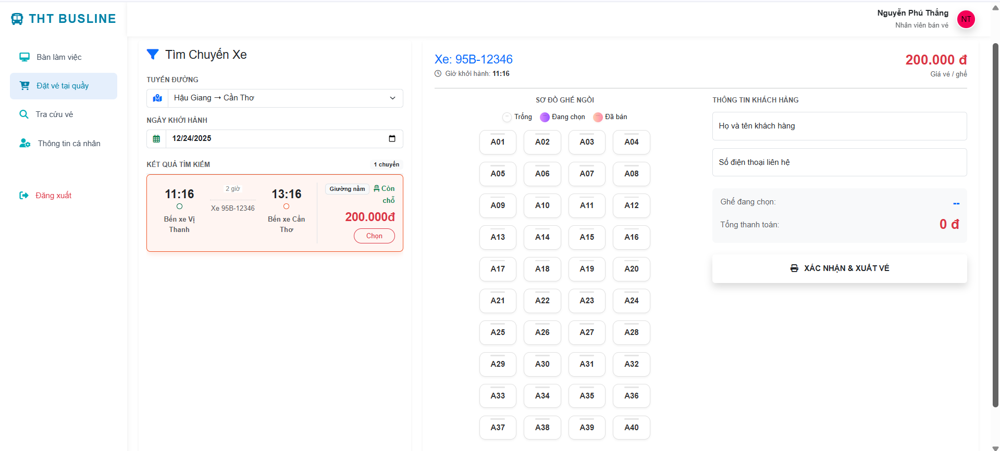 THT BUSLINE
Nguyễn Phú Thắng
Nhân viên bán vé
NT
Bàn làm việc
Đặt vé tại quầy
Tra cứu vé
Thông tin cá nhân
Đăng xuất
Tìm Chuyến Xe
TUYẾN ĐƯỜNG
Hậu Giang → Cần Thơ
NGÀY KHỞI HÀNH
12/24/2025
KẾT QUẢ TÌM KIẾM
1 chuyến
11:16
Bến xe Vị
Thanh
2 giờ
Xe 95B-12346
13:16
Bến xe Cần
Thơ
Giường nằm
Còn
chỗ
200.000đ
Chọn
Xe: 95B-12346
Giờ khởi hành: 11:16
200.000 đ
Giá vé / ghế
SƠ ĐỒ GHẾ NGỒI
Trống Đang chọn Đã bán
A01 A02 A03 A04
A05 A06 A07 A08
A09 A10 A11 A12
A13 A14 A15 A16
A17 A18 A19 A20
A21 A22 A23 A24
A25 A26 A27 A28
A29 A30 A31 A32
A33 A34 A35 A36
A37 A38 A39 A40
THÔNG TIN KHÁCH HÀNG
Họ và tên khách hàng
Số điện thoại liên hệ
Ghế đang chọn: --
Tổng thanh toán: 0 đ
XÁC NHẬN & XUẤT VÉ